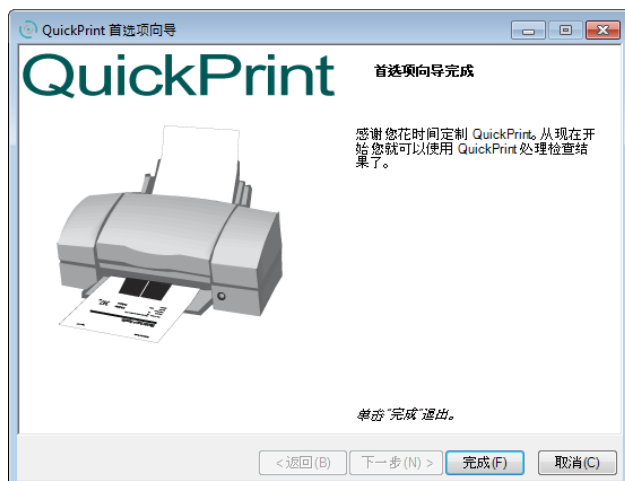 QuickPrint 首选项向导
QuickPrint
首选项向导完成
感谢您花时间定制 QuickPrint。从现在开
始您就可以使用 QuickPrint 处理检查结
果了。
单击“完成”退出。
<返回(B)
下一步(N) >
完成(F)
取消(C)